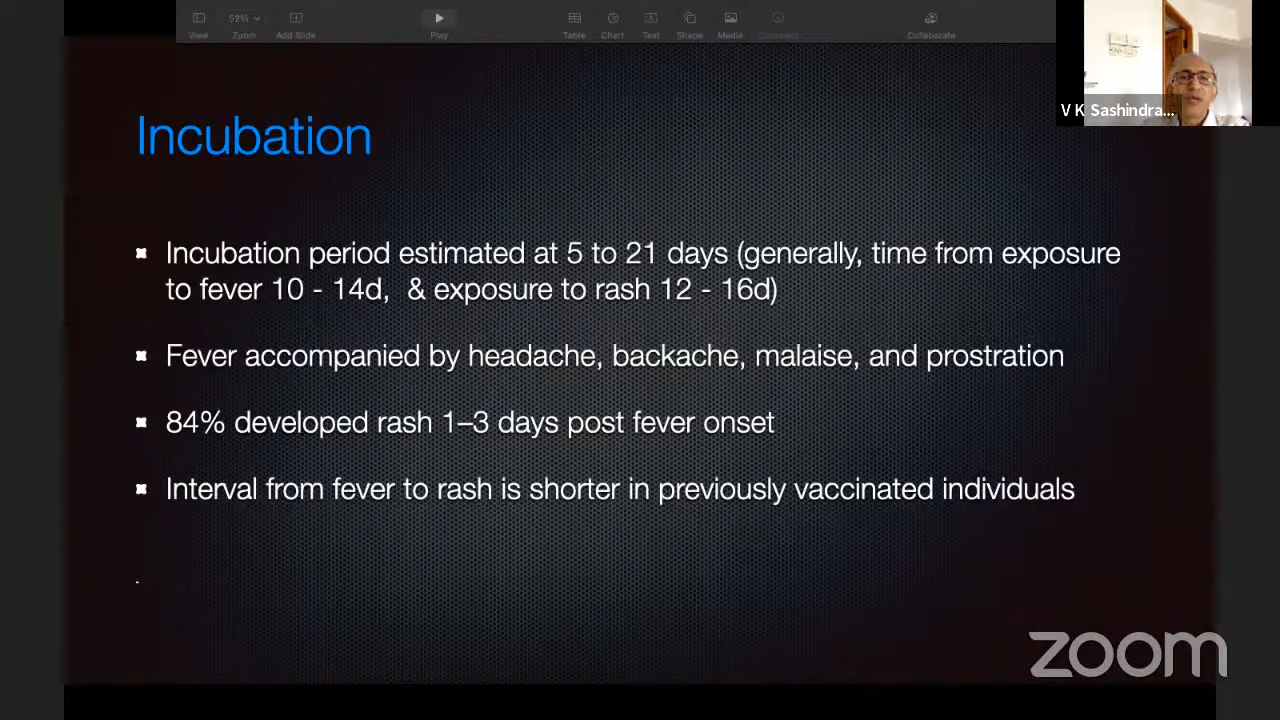 52%
View
Zoom
Add Slide
Play
Table
Chart
Text
Shape
Media
Comment
Collaborate
V K Sashindra...
Incubation
Incubation period estimated at 5 to 21 days (generally, time from exposure
to fever 10 - 14d, & exposure to rash 12 - 16d)
Fever accompanied by headache, backache, malaise, and prostration
84% developed rash 1–3 days post fever onset
Interval from fever to rash is shorter in previously vaccinated individuals
.
zoom